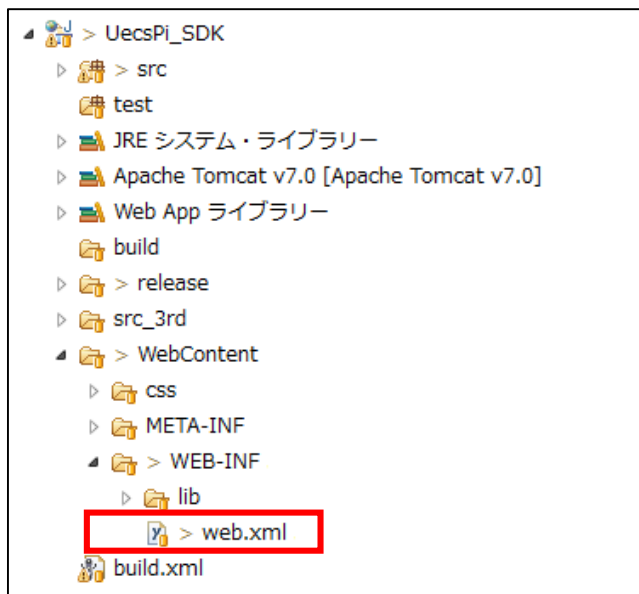 > UecsPi_SDK
> src
test
JRE システム・ライブラリー
Apache Tomcat v7.0 [Apache Tomcat v7.0]
Web App ライブラリー
build
> release
src_3rd
> WebContent
css
META-INF
> WEB-INF
lib
> web.xml
build.xml